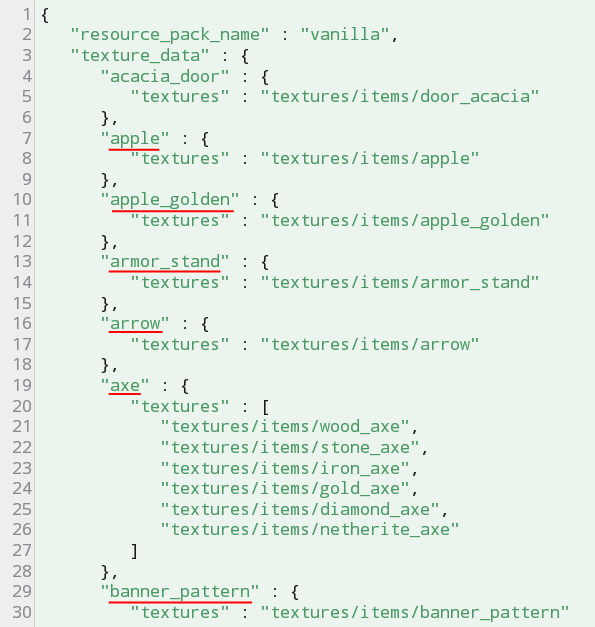 1 {
2 "resource_pack_name" : "vanilla",
3 "texture_data" : {
4 "acacia_door" : {
5 "textures" : "textures/items/door_acacia"
6 },
7 "apple" : {
8 "textures" : "textures/items/apple"
9 },
10 "apple_golden" : {
11 "textures" : "textures/items/apple_golden"
12 },
13 "armor_stand" : {
14 "textures" : "textures/items/armor_stand"
15 },
16 "arrow" : {
17 "textures" : "textures/items/arrow"
18 },
19 "axe" : {
20 "textures" : [
21 "textures/items/wood_axe",
22 "textures/items/stone_axe",
23 "textures/items/iron_axe",
24 "textures/items/gold_axe",
25 "textures/items/diamond_axe",
26 "textures/items/netherite_axe"
27 ]
28 },
29 "banner_pattern" : {
30 "textures" : "textures/items/banner_pattern"